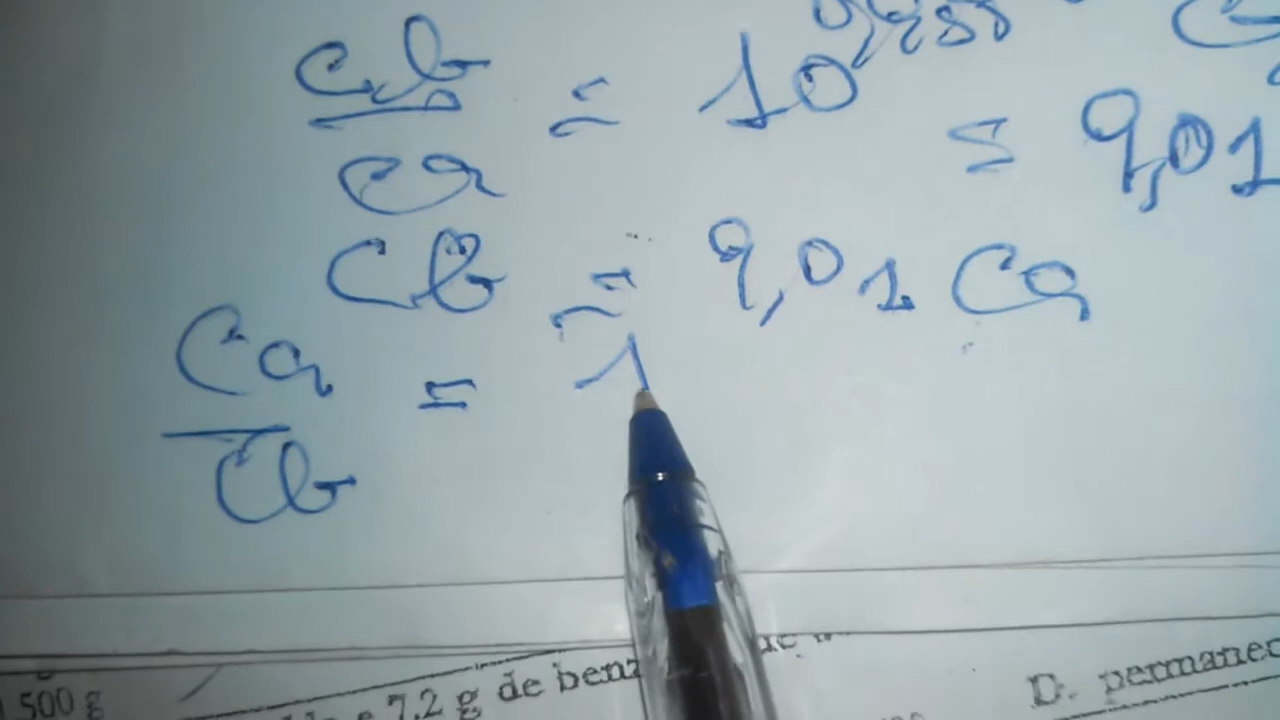 Cb/Ca = 10^0,955
= 9,01
Cb = 9,01 Ca
Ca/Cb = 1
500 g
7,2 g de benz
D. permanec